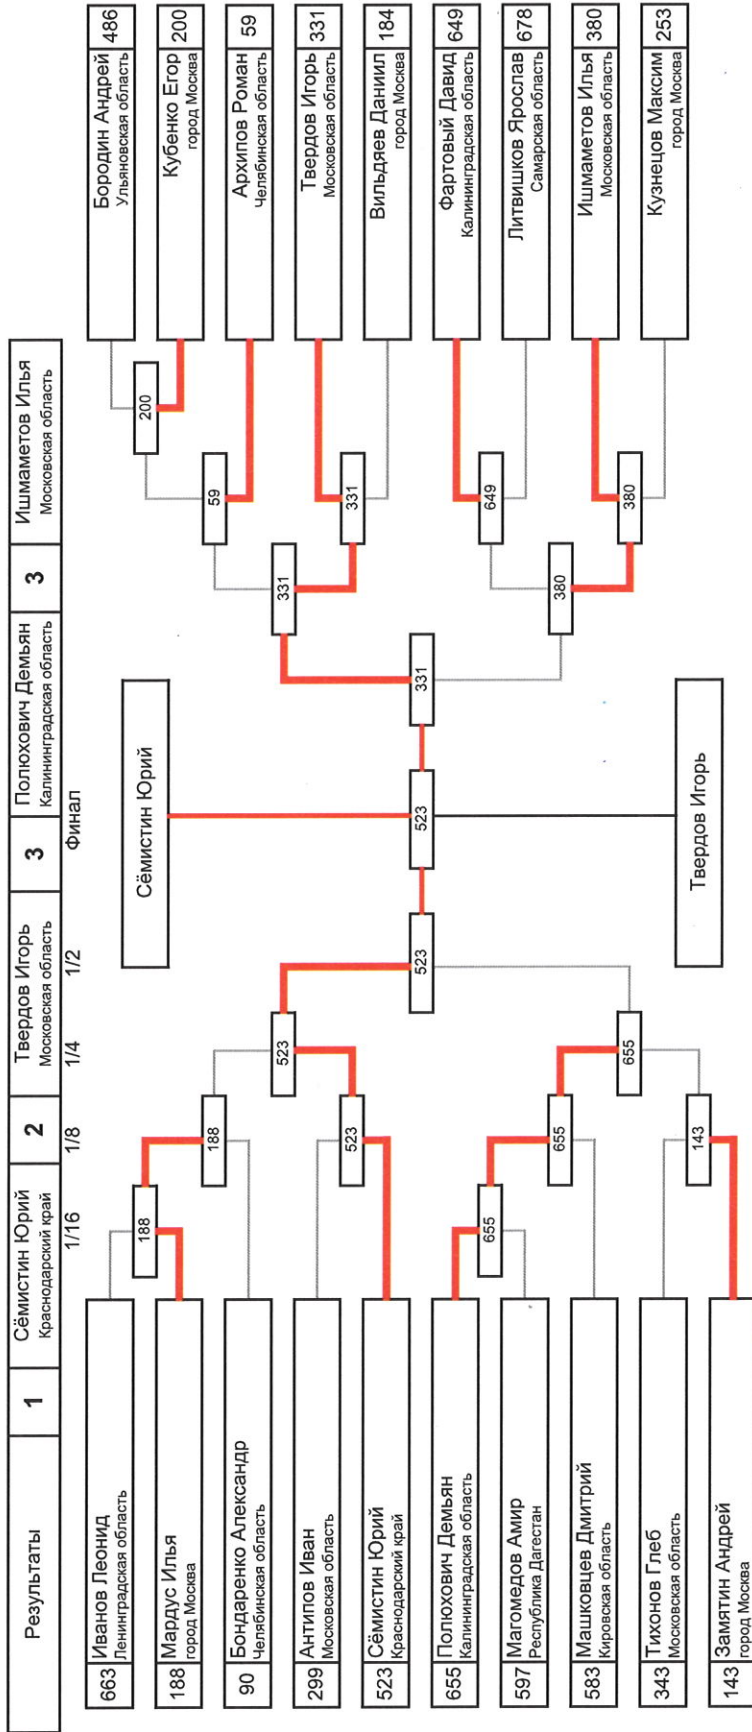 Результаты
1
Сёмистин Юрий
Краснодарский край
2
Твердов Игорь
Московская область
3
Полюхович Демьян
Калининградская область
3
Ишмаметов Илья
Московская область
1/16
1/8
1/4
1/2
Финал
663
Иванов Леонид
Ленинградская область
188
Мардус Илья
город Москва
90
Бондаренко Александр
Челябинская область
299
Антипов Иван
Московская область
523
Сёмистин Юрий
Краснодарский край
655
Полюхович Демьян
Калининградская область
597
Магомедов Амир
Республика Дагестан
583
Машковцев Дмитрий
Кировская область
343
Тихонов Глеб
Московская область
143
Замятин Андрей
город Москва
188
655
188
523
655
143
523
655
523
Сёмистин Юрий
523
Твердов Игорь
331
331
380
59
331
649
380
200
Бородин Андрей
Ульяновская область
486
Кубенко Егор
город Москва
200
Архипов Роман
Челябинская область
59
Твердов Игорь
Московская область
331
Вильдяев Даниил
город Москва
184
Фартовый Давид
Калининградская область
649
Литвишков Ярослав
Самарская область
678
Ишмаметов Илья
Московская область
380
Кузнецов Максим
город Москва
253